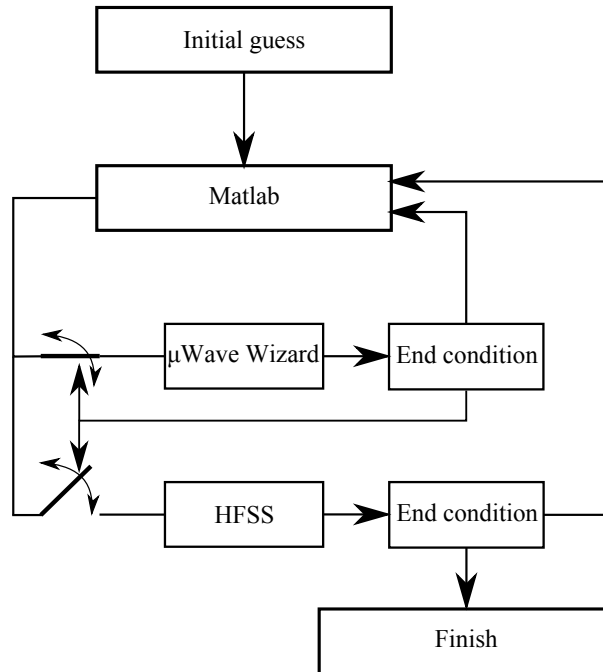 Initial guess
Matlab
μWave Wizard
End condition
HFSS
End condition
Finish